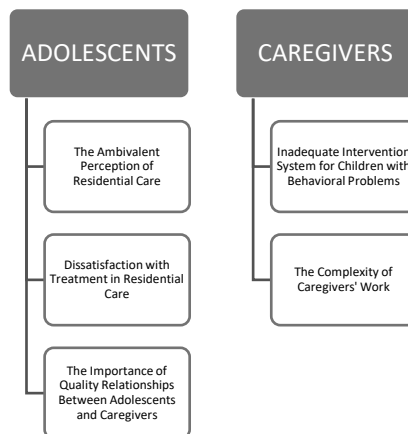 ADOLESCENTS
The Ambivalent
Perception of
Residential Care
Dissatisfaction with
Treatment in Residential
Care
The Importance of
Quality Relationships
Between Adolescents
and Caregivers
CAREGIVERS
Inadequate Intervention
System for Children with
Behavioral Problems
The Complexity of
Caregivers' Work